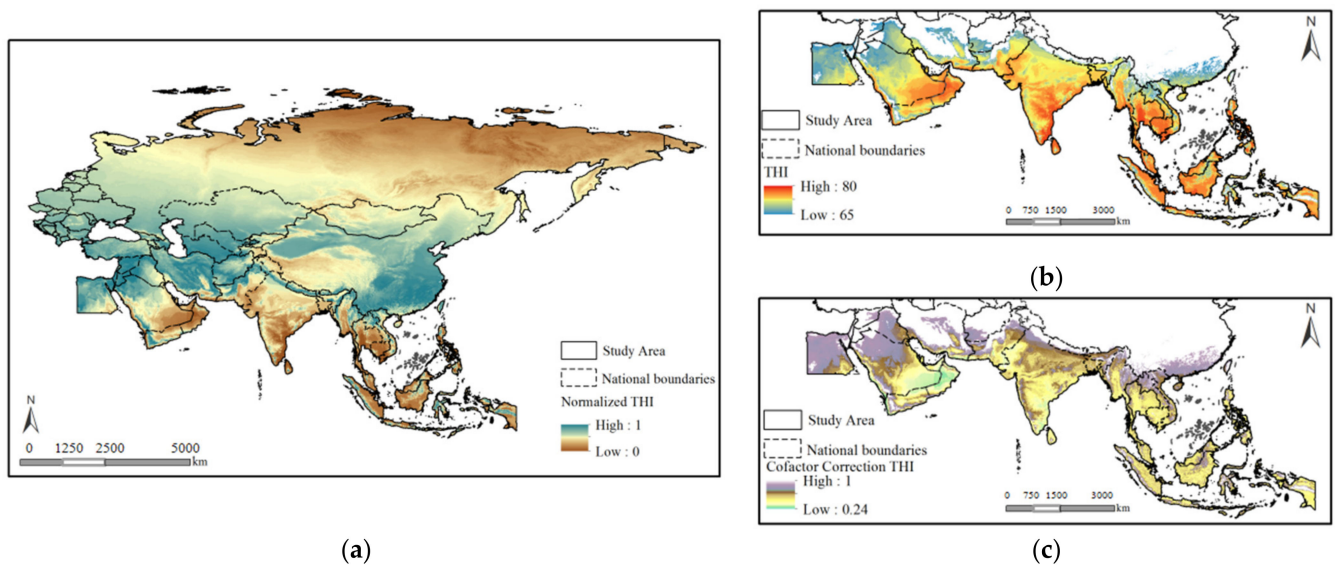 Study Area
National boundaries
Normalized THI
High : 1
Low : 0
N
0 1250 2500 5000
km
(a)
N
Study Area
National boundaries
THI
High : 80
Low : 65
0 750 1500 3000
km
(b)
N
Study Area
National boundaries
Cofactor Correction THI
High : 1
Low : 0.24
0 750 1500 3000
km
(c)